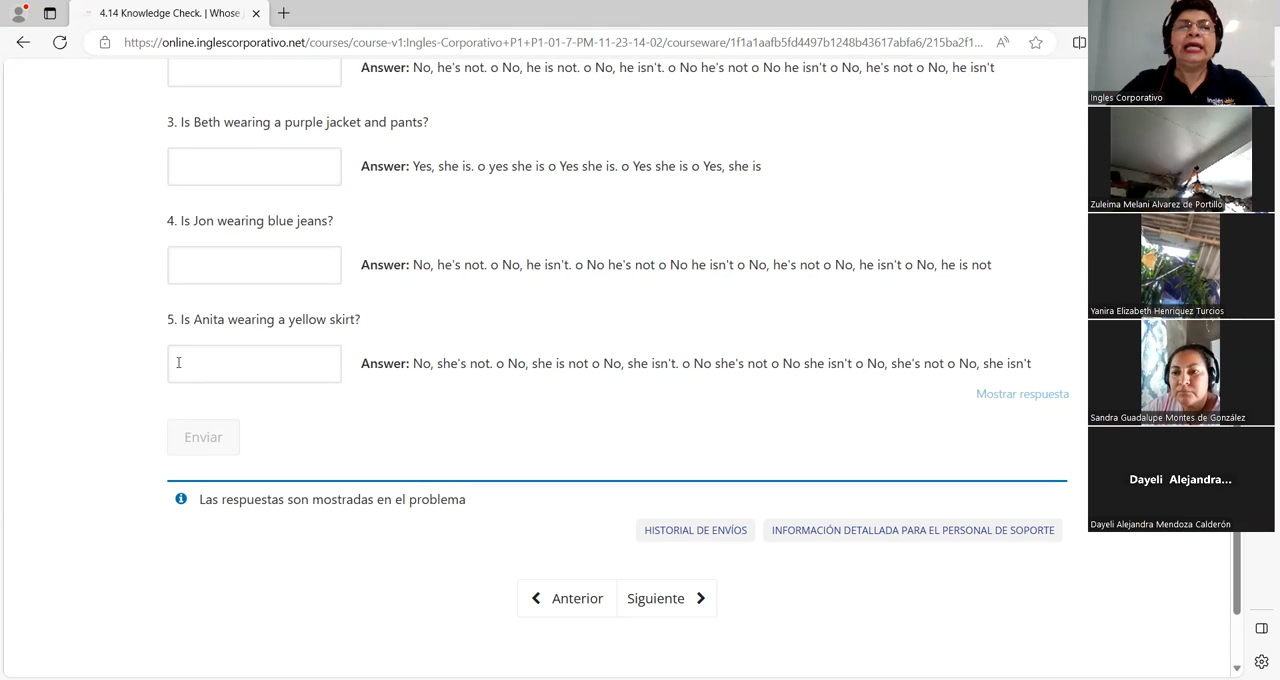 4.14 Knowledge Check. | Whose
https://online.inglescorporativo.net/courses/course-v1:Ingles-Corporativo+P1+P1-01-7-PM-11-23-14-02/courseware/1f1a1aafb5fd4497b1248b43617abfa6/215ba2f1...
Answer: No, he's not. o No, he is not. o No, he isn't. o No he's not o No he isn't o No, he's not o No, he isn't
3. Is Beth wearing a purple jacket and pants?
Answer: Yes, she is. o yes she is o Yes she is. o Yes she is o Yes, she is
4. Is Jon wearing blue jeans?
Answer: No, he's not. o No, he isn't. o No he's not o No he isn't o No, he's not o No, he isn't o No, he is not
5. Is Anita wearing a yellow skirt?
Answer: No, she's not. o No, she is not o No, she isn't. o No she's not o No she isn't o No, she's not o No, she isn't
Mostrar respuesta
Enviar
Las respuestas son mostradas en el problema
HISTORIAL DE ENVÍOS
INFORMACIÓN DETALLADA PARA EL PERSONAL DE SOPORTE
Anterior
Siguiente
Ingles Corporativo
Zuleima Melani Alvarez de Portillo
Yanira Elizabeth Henriquez Turcios
Sandra Guadalupe Montes de González
Dayeli Alejandra...
Dayeli Alejandra Mendoza Calderón